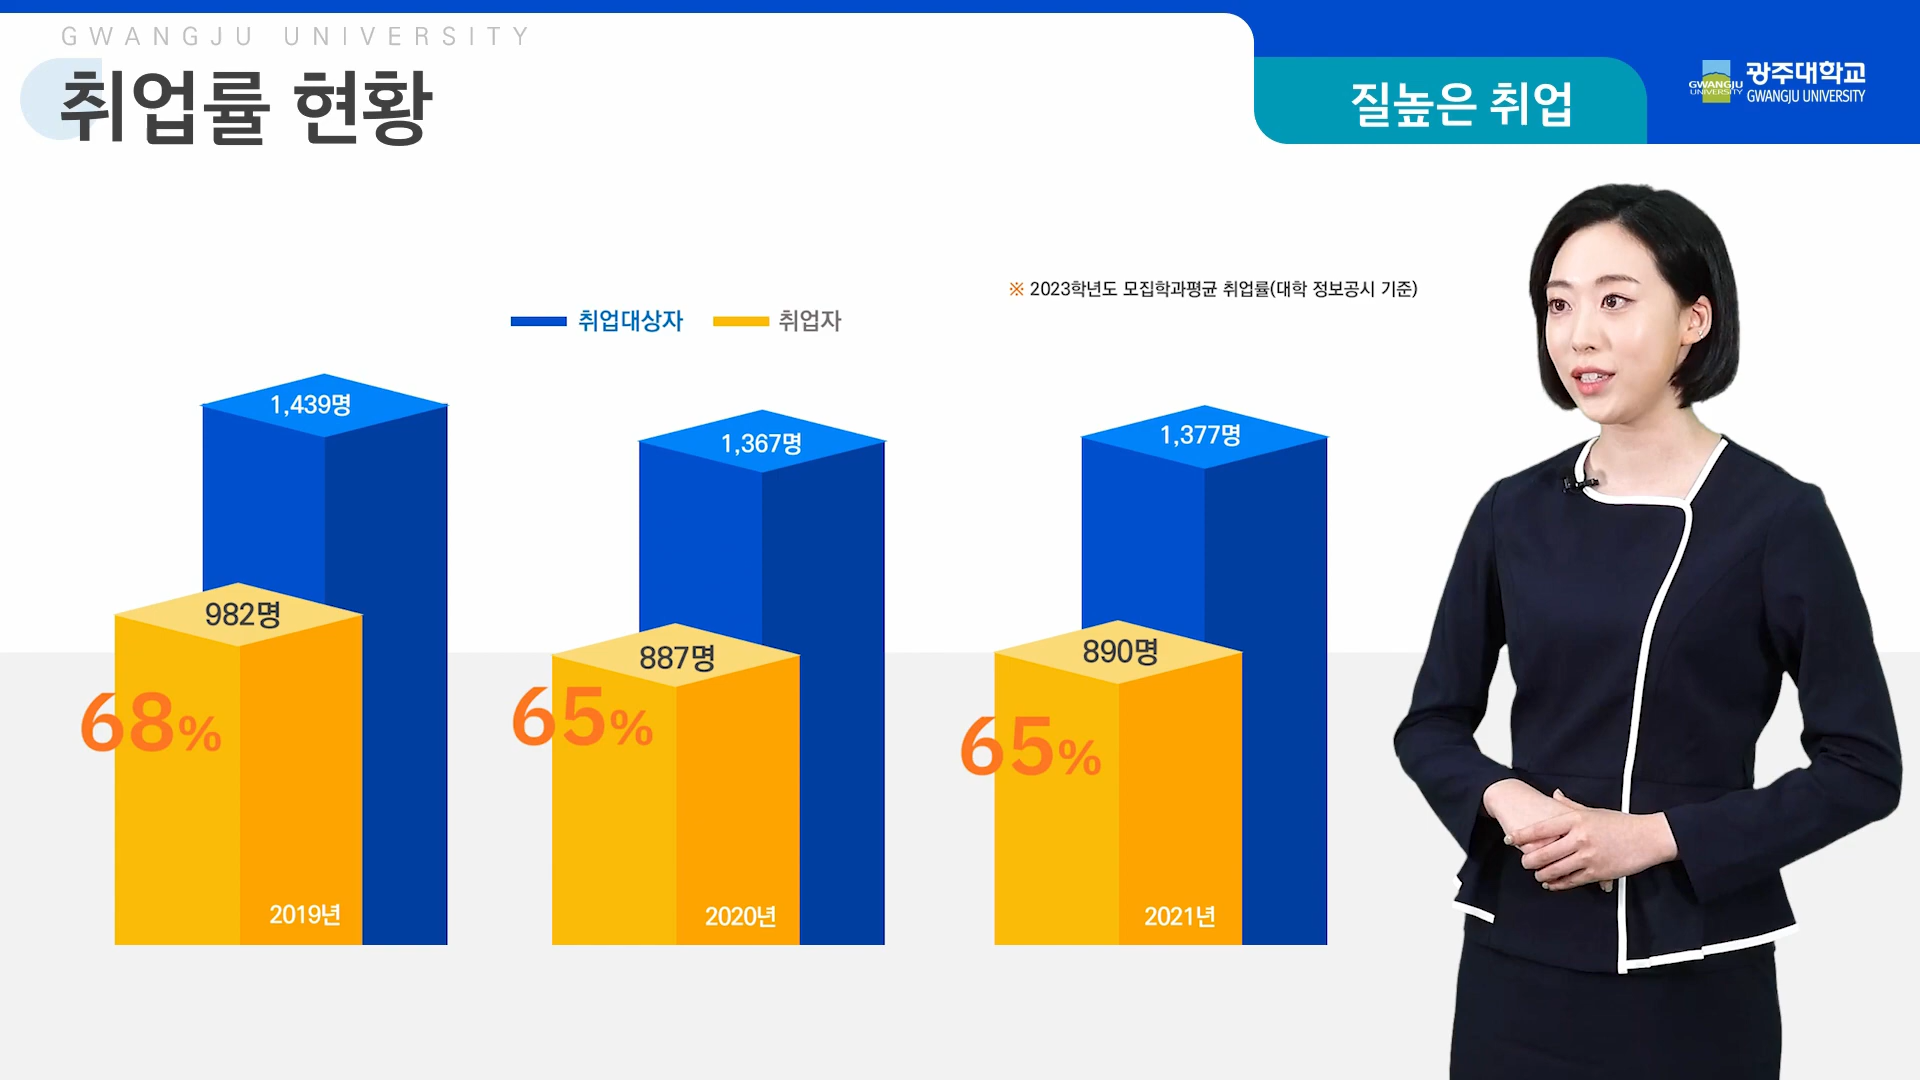 GWANGJU UNIVERSITY
취업률 현황
질높은 취업
GWANGJU
UNIVERSITY
광주대학교
GWANGJU UNIVERSITY
※ 2023학년도 모집학과평균 취업률(대학 정보공시 기준)
취업대상자 취업자
1,439명
982명
68%
2019년
1,367명
887명
65%
2020년
1,377명
890명
65%
2021년